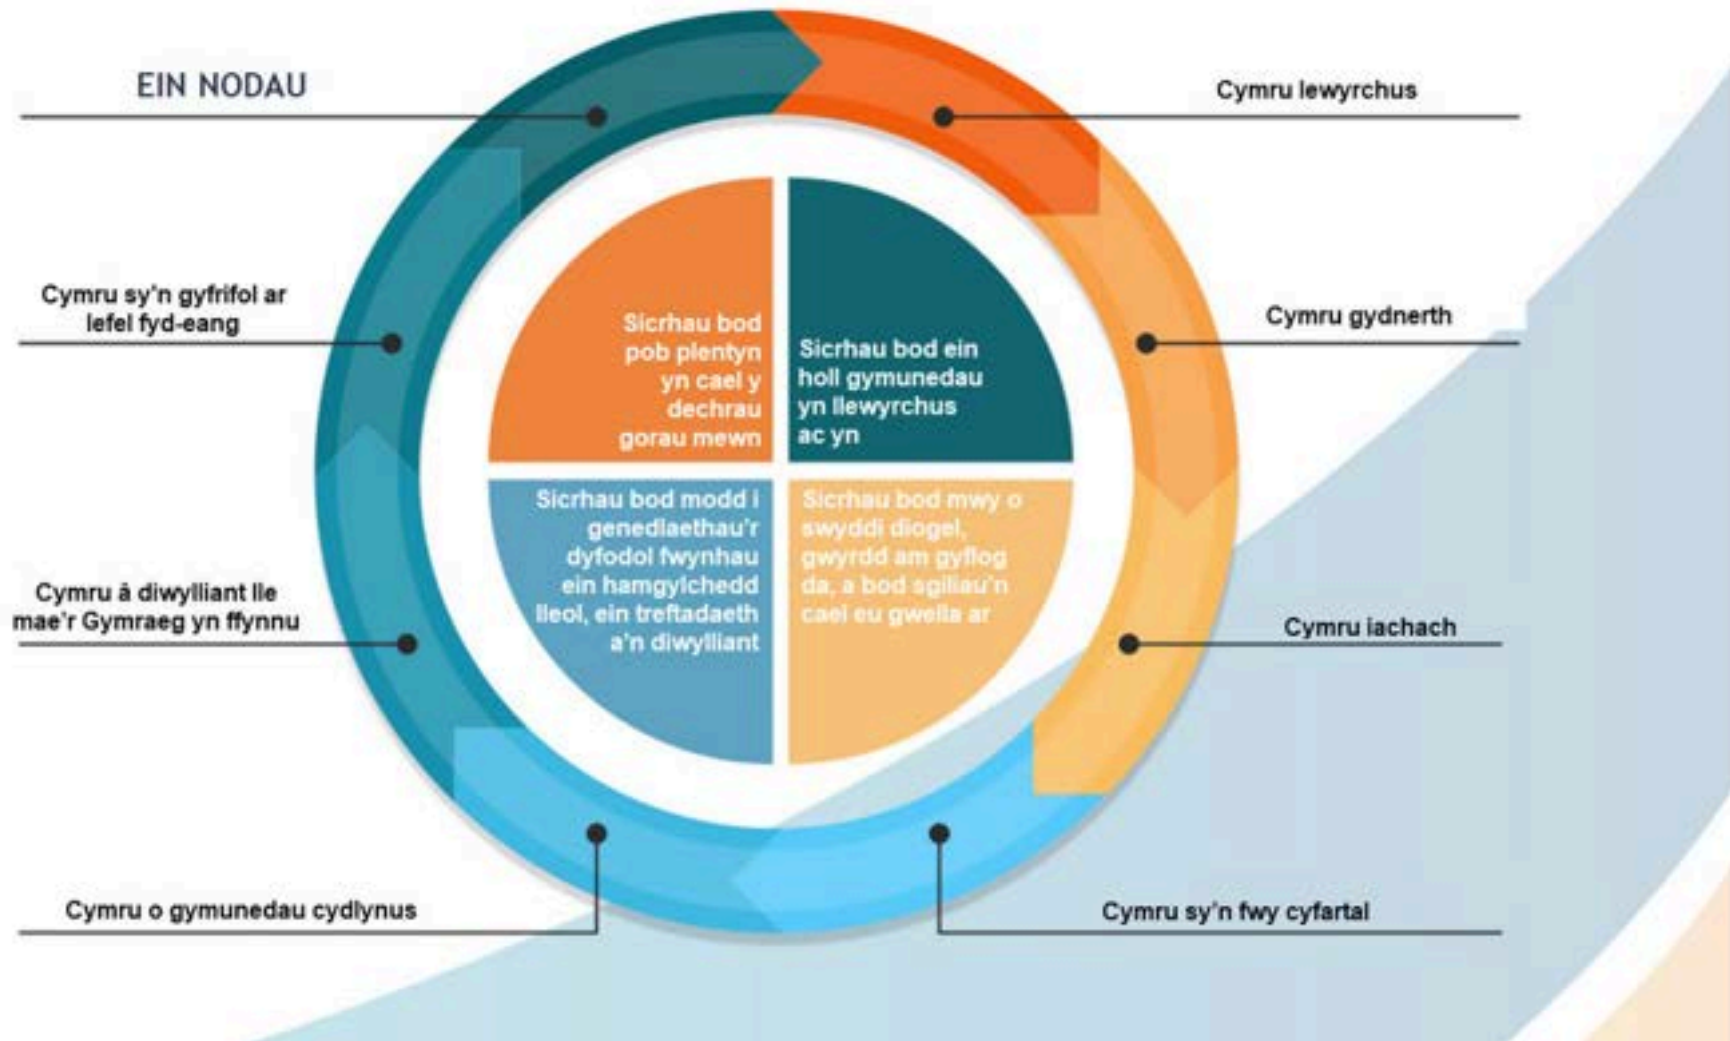 EIN NODAU
Cymru lewyrchus
Cymru gydnerth
Cymru iachach
Cymru sy'n fwy cyfartal
Cymru o gymunedau cydlynus
Cymru â diwylliant lle
mae'r Gymraeg yn ffynnu
Cymru sy'n gyfrifol ar
lefel fyd-eang
Sicrhau bod
pob plentyn
yn cael y
dechrau
gorau mewn
Sicrhau bod ein
holl gymunedau
yn llewyrchus
ac yn
Sicrhau bod modd i
genedlaethau'r
dyfodol fwynhau
ein hamgylchedd
lleol, ein treftadaeth
a'n diwylliant
Sicrhau bod mwy o
swyddi diogel,
gwyrdd am gyflog
da, a bod sgiliau'n
cael eu gwella ar